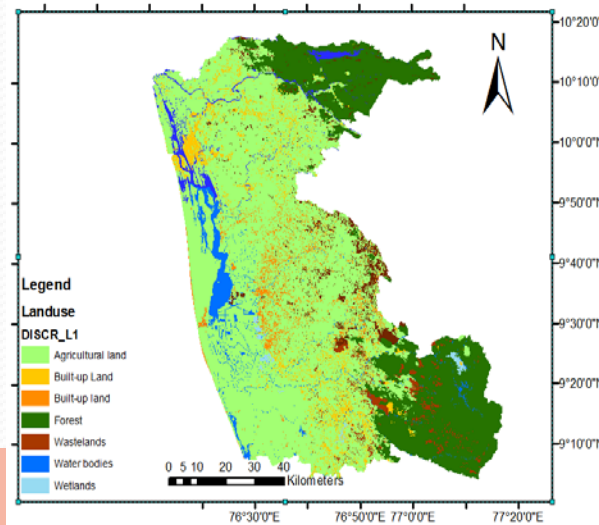 N
10°20'0"
10°10'0"
10°0'0"N
9°50'0"
9°40'0"
9°30'0"
9°20'0"
9°10'0"
Legend
Landuse
DISCR_L1
Agricultural land
Built-up Land
Built-up land
Forest
Wastelands
Water bodies
Wetlands
0 5 10 20 30 40
Kilometers
76°30'0"E 76°50'0"E 77°0'0"E 77°20'0"E